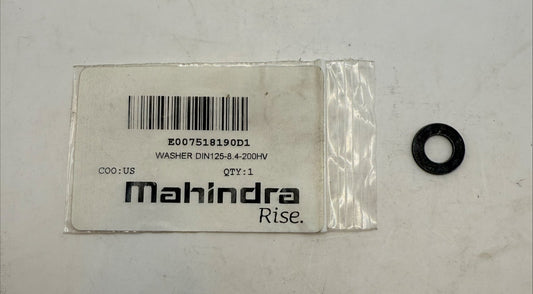 E007518190D1
WASHER DIN125-8.4-200HV
COO:US QTY:1
Mahindra
Rise.